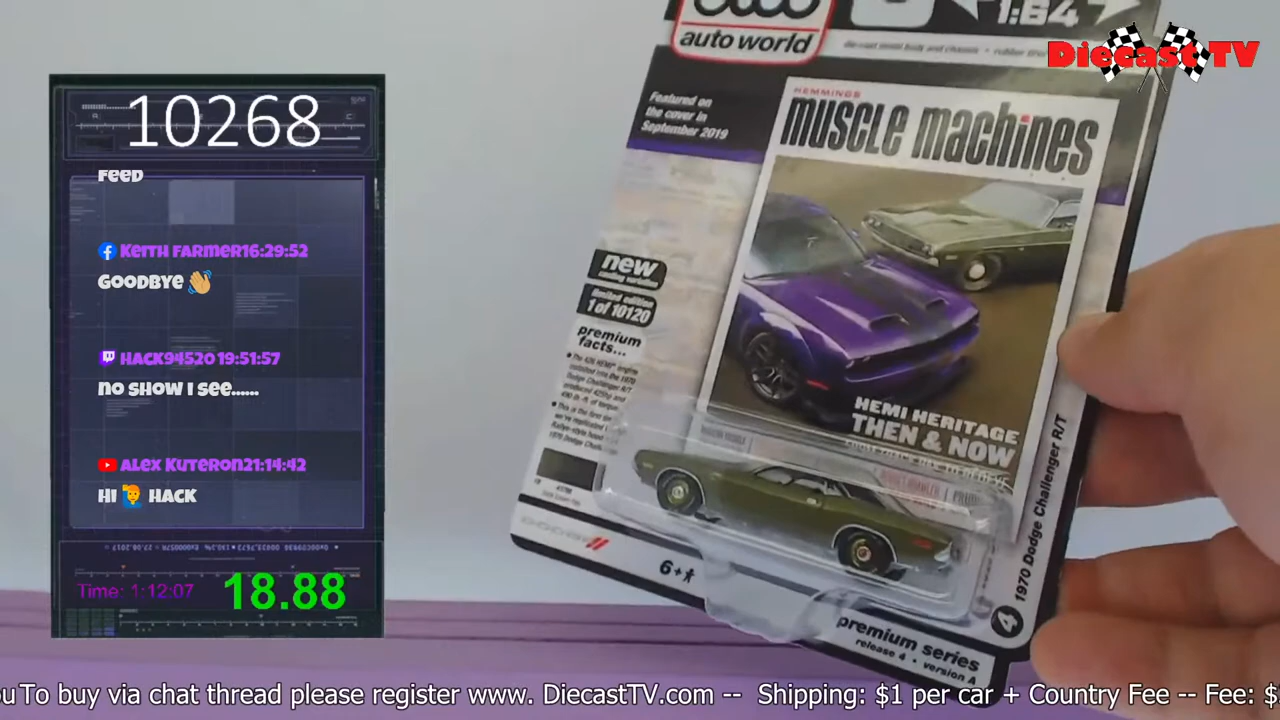 10268
FEED
Keith Farmer16:29:52
GOODBYE 👋
HACK94520 19:51:57
NO SHOW I SEE......
Alex Kuteron21:14:42
HI 🙋‍♂️ HACK
Time: 1:12:07
18.88
auto world
1:64
Diecast TV
Featured on
the cover in
September 2019
HEMMINGS
muscle machines
new
limited edition
1 of 10120
premium
facts...
HEMI HERITAGE
THEN & NOW
1970 Dodge Challenger R/T
4
DODGE
6+
premium series
release 4 • version A
ou To buy via chat thread please register www. DiecastTV.com -- Shipping: $1 per car + Country Fee -- Fee: $